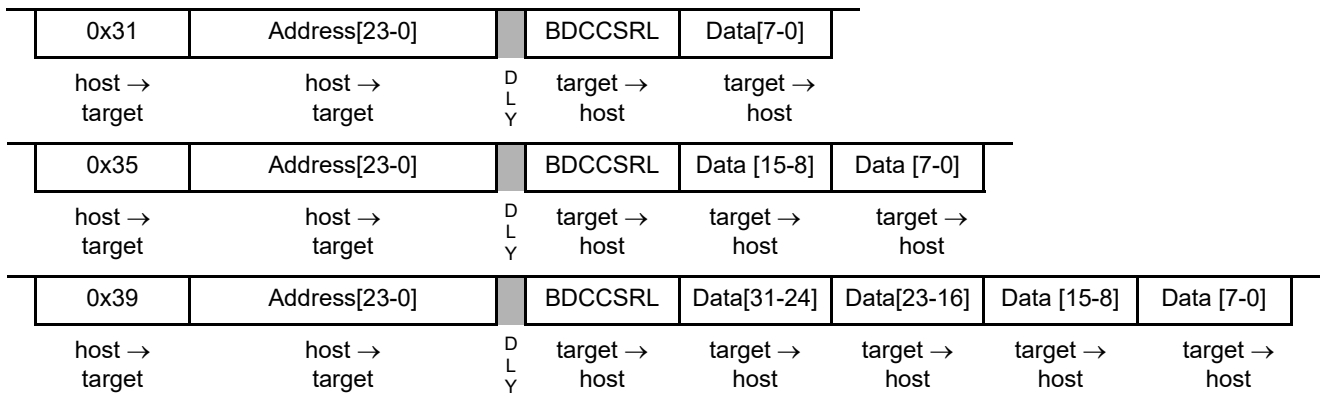 0x31 Address[23-0] BDCCSRL Data[7-0]
host → host → D L Y target → target →
target target host host
0x35 Address[23-0] BDCCSRL Data [15-8] Data [7-0]
host → host → D L Y target → target → target →
target target host host host
0x39 Address[23-0] BDCCSRL Data[31-24] Data[23-16] Data [15-8] Data [7-0]
host → host → D L Y target → target → target → target → target →
target target host host host host host